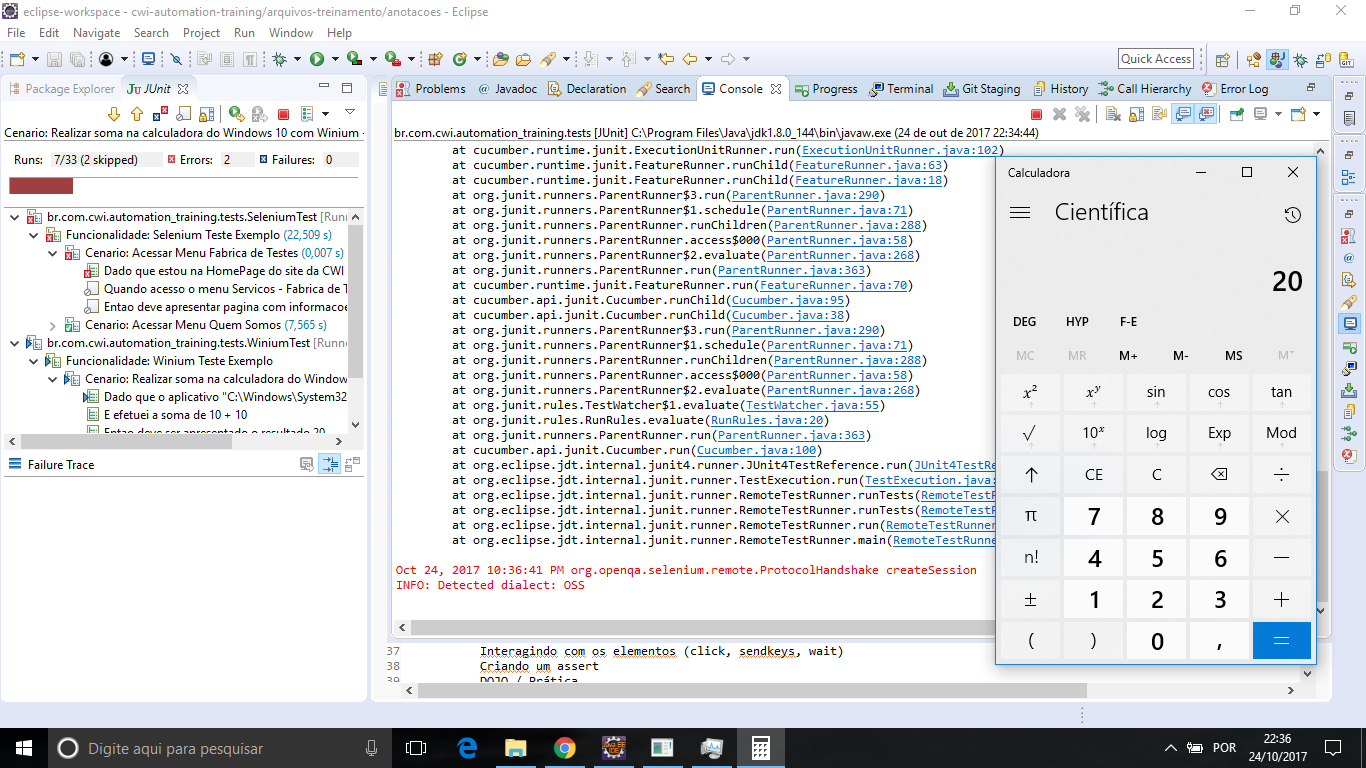 eclipse-workspace - cwi-automation-training/arquivos-treinamento/anotacoes - Eclipse
File Edit Navigate Search Project Run Window Help
Quick Access
Package Explorer JUnit
Cenario: Realizar soma na calculadora do Windows 10 com Winium -
Runs: 7/33 (2 skipped) Errors: 2 Failures: 0
br.com.cwi.automation_training.tests.SeleniumTest [Runn
Funcionalidade: Selenium Teste Exemplo (22,509 s)
Cenario: Acessar Menu Fabrica de Testes (0,007 s)
Dado que estou na HomePage do site da CWI
Quando acesso o menu Servicos - Fabrica de T
Entao deve apresentar pagina com informacoe
Cenario: Acessar Menu Quem Somos (7,565 s)
br.com.cwi.automation_training.tests.WiniumTest [Runne
Funcionalidade: Winium Teste Exemplo
Cenario: Realizar soma na calculadora do Window
Dado que o aplicativo "C:\Windows\System32
E efetuei a soma de 10 + 10
Entao deve ser apresentado o resultado 20
Failure Trace
Problems @ Javadoc Declaration Search Console Progress Terminal Git Staging History Call Hierarchy Error Log
br.com.cwi.automation_training.tests [JUnit] C:\Program Files\Java\jdk1.8.0_144\bin\javaw.exe (24 de out de 2017 22:34:44)
at cucumber.runtime.junit.ExecutionUnitRunner.run(ExecutionUnitRunner.java:102)
at cucumber.runtime.junit.FeatureRunner.runChild(FeatureRunner.java:63)
at cucumber.runtime.junit.FeatureRunner.runChild(FeatureRunner.java:18)
at org.junit.runners.ParentRunner$3.run(ParentRunner.java:290)
at org.junit.runners.ParentRunner$1.schedule(ParentRunner.java:71)
at org.junit.runners.ParentRunner.runChildren(ParentRunner.java:288)
at org.junit.runners.ParentRunner.access$000(ParentRunner.java:58)
at org.junit.runners.ParentRunner$2.evaluate(ParentRunner.java:268)
at org.junit.runners.ParentRunner.run(ParentRunner.java:363)
at cucumber.runtime.junit.FeatureRunner.run(FeatureRunner.java:70)
at cucumber.api.junit.Cucumber.runChild(Cucumber.java:95)
at cucumber.api.junit.Cucumber.runChild(Cucumber.java:38)
at org.junit.runners.ParentRunner$3.run(ParentRunner.java:290)
at org.junit.runners.ParentRunner$1.schedule(ParentRunner.java:71)
at org.junit.runners.ParentRunner.runChildren(ParentRunner.java:288)
at org.junit.runners.ParentRunner.access$000(ParentRunner.java:58)
at org.junit.runners.ParentRunner$2.evaluate(ParentRunner.java:268)
at org.junit.rules.TestWatcher$1.evaluate(TestWatcher.java:55)
at org.junit.rules.RunRules.evaluate(RunRules.java:20)
at org.junit.runners.ParentRunner.run(ParentRunner.java:363)
at cucumber.api.junit.Cucumber.run(Cucumber.java:100)
at org.eclipse.jdt.internal.junit4.runner.JUnit4TestReference.run(JUnit4TestRe
at org.eclipse.jdt.internal.junit.runner.TestExecution.run(TestExecution.java:
at org.eclipse.jdt.internal.junit.runner.RemoteTestRunner.runTests(RemoteTestR
at org.eclipse.jdt.internal.junit.runner.RemoteTestRunner.runTests(RemoteTestR
at org.eclipse.jdt.internal.junit.runner.RemoteTestRunner.run(RemoteTestRunner
at org.eclipse.jdt.internal.junit.runner.RemoteTestRunner.main(RemoteTestRunne
Oct 24, 2017 10:36:41 PM org.openqa.selenium.remote.ProtocolHandshake createSession
INFO: Detected dialect: OSS
37 Interagindo com os elementos (click, sendkeys, wait)
38 Criando um assert
39 DOJO / Prática
Calculadora
Científica
20
DEG HYP F-E
MC MR M+ M- MS M˅
x² xʸ sin cos tan
√ 10ˣ log Exp Mod
↑ CE C ⌫ ÷
π 7 8 9 ×
n! 4 5 6 −
± 1 2 3 +
( ) 0 , =
Digite aqui para pesquisar
POR
22:36
24/10/2017